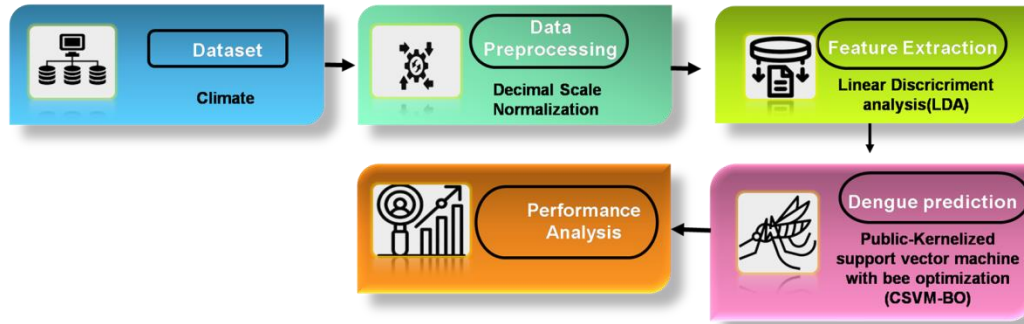 Dataset
Climate
Data
Preprocessing
Decimal Scale
Normalization
Feature Extraction
Linear Discricriment
analysis(LDA)
Dengue prediction
Public-Kernelized
support vector machine
with bee optimization
(CSVM-BO)
Performance
Analysis